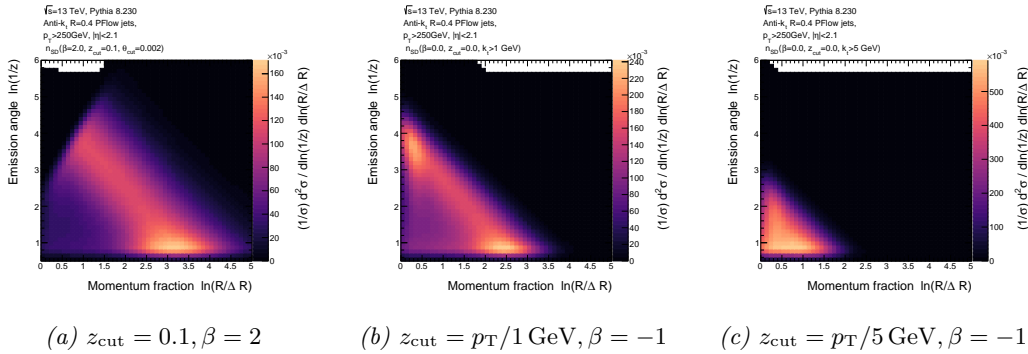 √s=13 TeV, Pythia 8.230
Anti-k_t R=0.4 PFlow jets,
p_T>250GeV, |η|<2.1
n_SD(β=2.0, z_cut=0.1, θ_cut=0.002)
×10⁻³
Emission angle ln(1/z)
6
5
4
3
2
1
0 0.5 1 1.5 2 2.5 3 3.5 4 4.5 5
Momentum fraction ln(R/Δ R)
160
140
120
100
80
60
40
20
0
(1/σ) d²σ / dln(1/z) dln(R/Δ R)
(a) z_cut = 0.1, β = 2
√s=13 TeV, Pythia 8.230
Anti-k_t R=0.4 PFlow jets,
p_T>250GeV, |η|<2.1
n_SD(β=0.0, z_cut=0.0, k_t>1 GeV)
×10⁻³
Emission angle ln(1/z)
6
5
4
3
2
1
0 0.5 1 1.5 2 2.5 3 3.5 4 4.5 5
Momentum fraction ln(R/Δ R)
240
220
200
180
160
140
120
100
80
60
40
20
0
(1/σ) d²σ / dln(1/z) dln(R/Δ R)
(b) z_cut = p_T/1 GeV, β = −1
√s=13 TeV, Pythia 8.230
Anti-k_t R=0.4 PFlow jets,
p_T>250GeV, |η|<2.1
n_SD(β=0.0, z_cut=0.0, k_t>5 GeV)
×10⁻³
Emission angle ln(1/z)
6
5
4
3
2
1
0 0.5 1 1.5 2 2.5 3 3.5 4 4.5 5
Momentum fraction ln(R/Δ R)
500
400
300
200
100
0
(1/σ) d²σ / dln(1/z) dln(R/Δ R)
(c) z_cut = p_T/5 GeV, β = −1